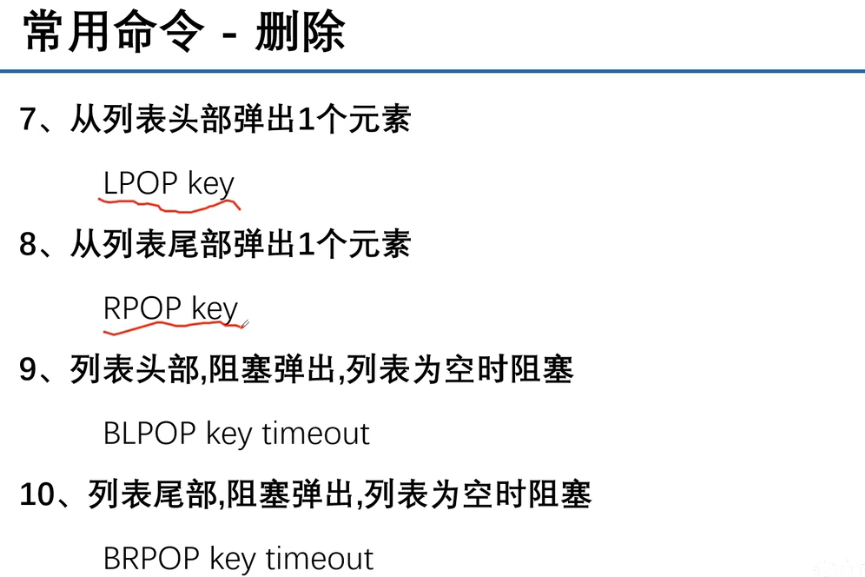 常用命令 - 删除
7、从列表头部弹出1个元素
LPOP key
8、从列表尾部弹出1个元素
RPOP key
9、列表头部,阻塞弹出,列表为空时阻塞
BLPOP key timeout
10、列表尾部,阻塞弹出,列表为空时阻塞
BRPOP key timeout